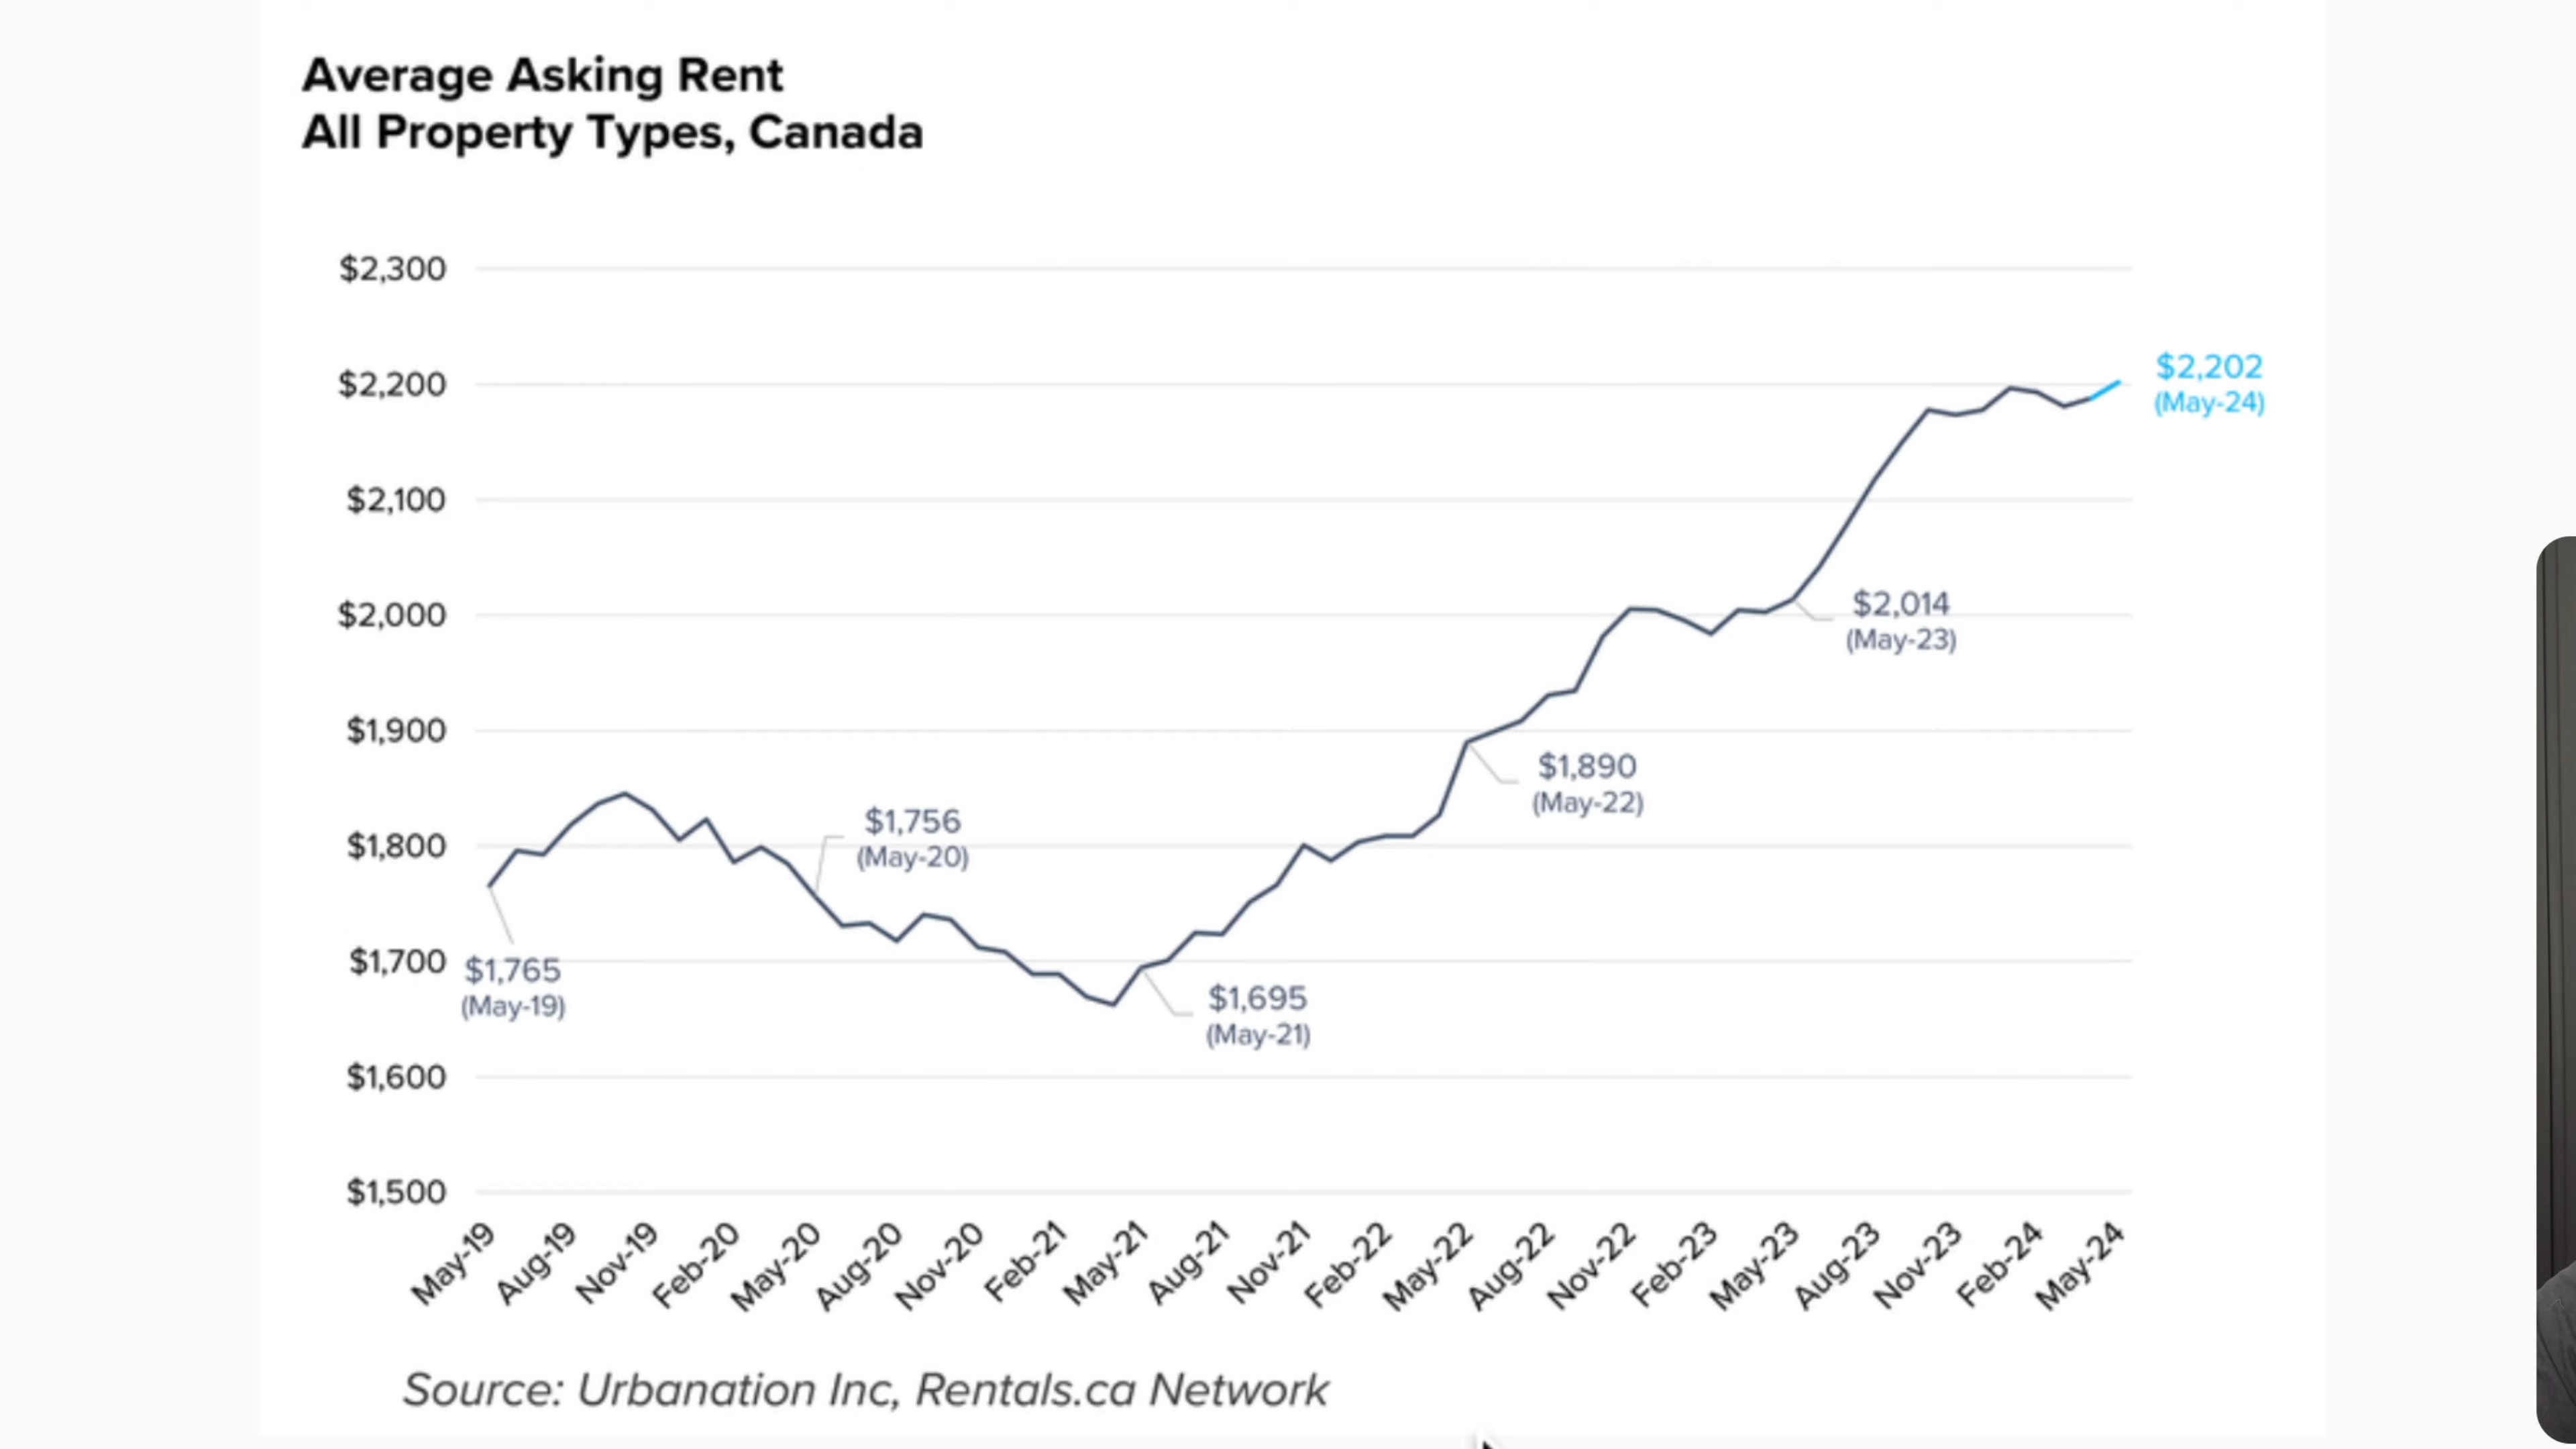 Average Asking Rent
All Property Types, Canada
$2,300
$2,200
$2,100
$2,000
$1,900
$1,800
$1,700
$1,600
$1,500
$1,765
(May-19)
$1,756
(May-20)
$1,695
(May-21)
$1,890
(May-22)
$2,014
(May-23)
$2,202
(May-24)
May-19
Aug-19
Nov-19
Feb-20
May-20
Aug-20
Nov-20
Feb-21
May-21
Aug-21
Nov-21
Feb-22
May-22
Aug-22
Nov-22
Feb-23
May-23
Aug-23
Nov-23
Feb-24
May-24
Source: Urbanation Inc, Rentals.ca Network